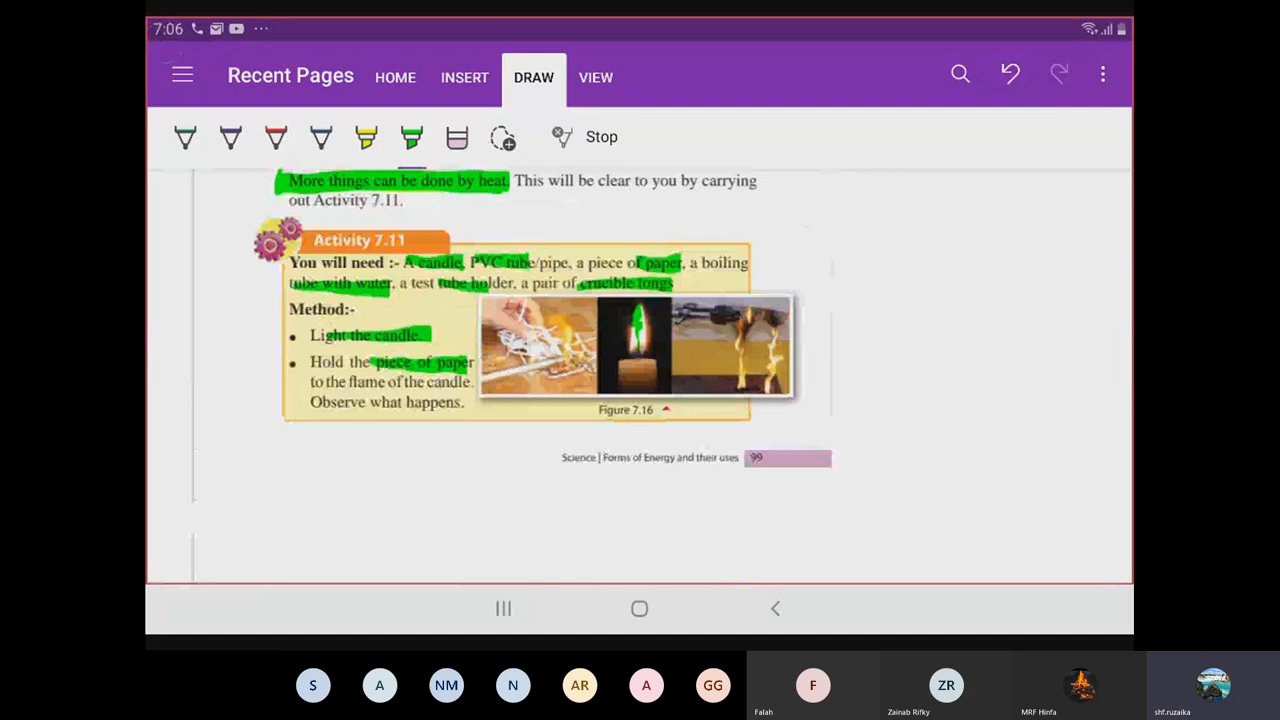 7:06
Recent Pages HOME INSERT DRAW VIEW
Stop
More things can be done by heat. This will be clear to you by carrying
out Activity 7.11.
Activity 7.11
You will need :- A candle, PVC tube/pipe, a piece of paper, a boiling
tube with water, a test tube holder, a pair of crucible tongs
Method:-
• Light the candle.
• Hold the piece of paper
to the flame of the candle.
Observe what happens.
Figure 7.16
Science | Forms of Energy and their uses 99
S A NM N AR A GG F ZR
Falah Zainab Rifky MRF Hinfa shf.ruzaika